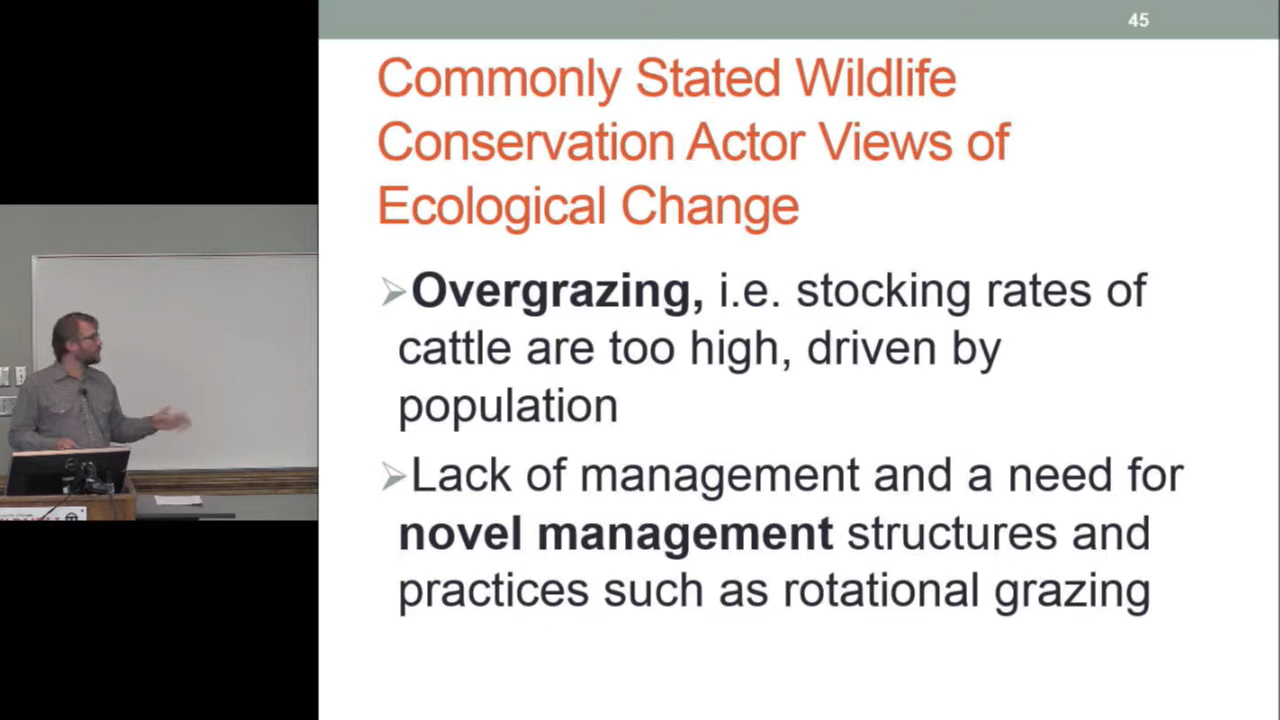 45
Commonly Stated Wildlife
Conservation Actor Views of
Ecological Change
➢Overgrazing, i.e. stocking rates of
cattle are too high, driven by
population
➢Lack of management and a need for
novel management structures and
practices such as rotational grazing